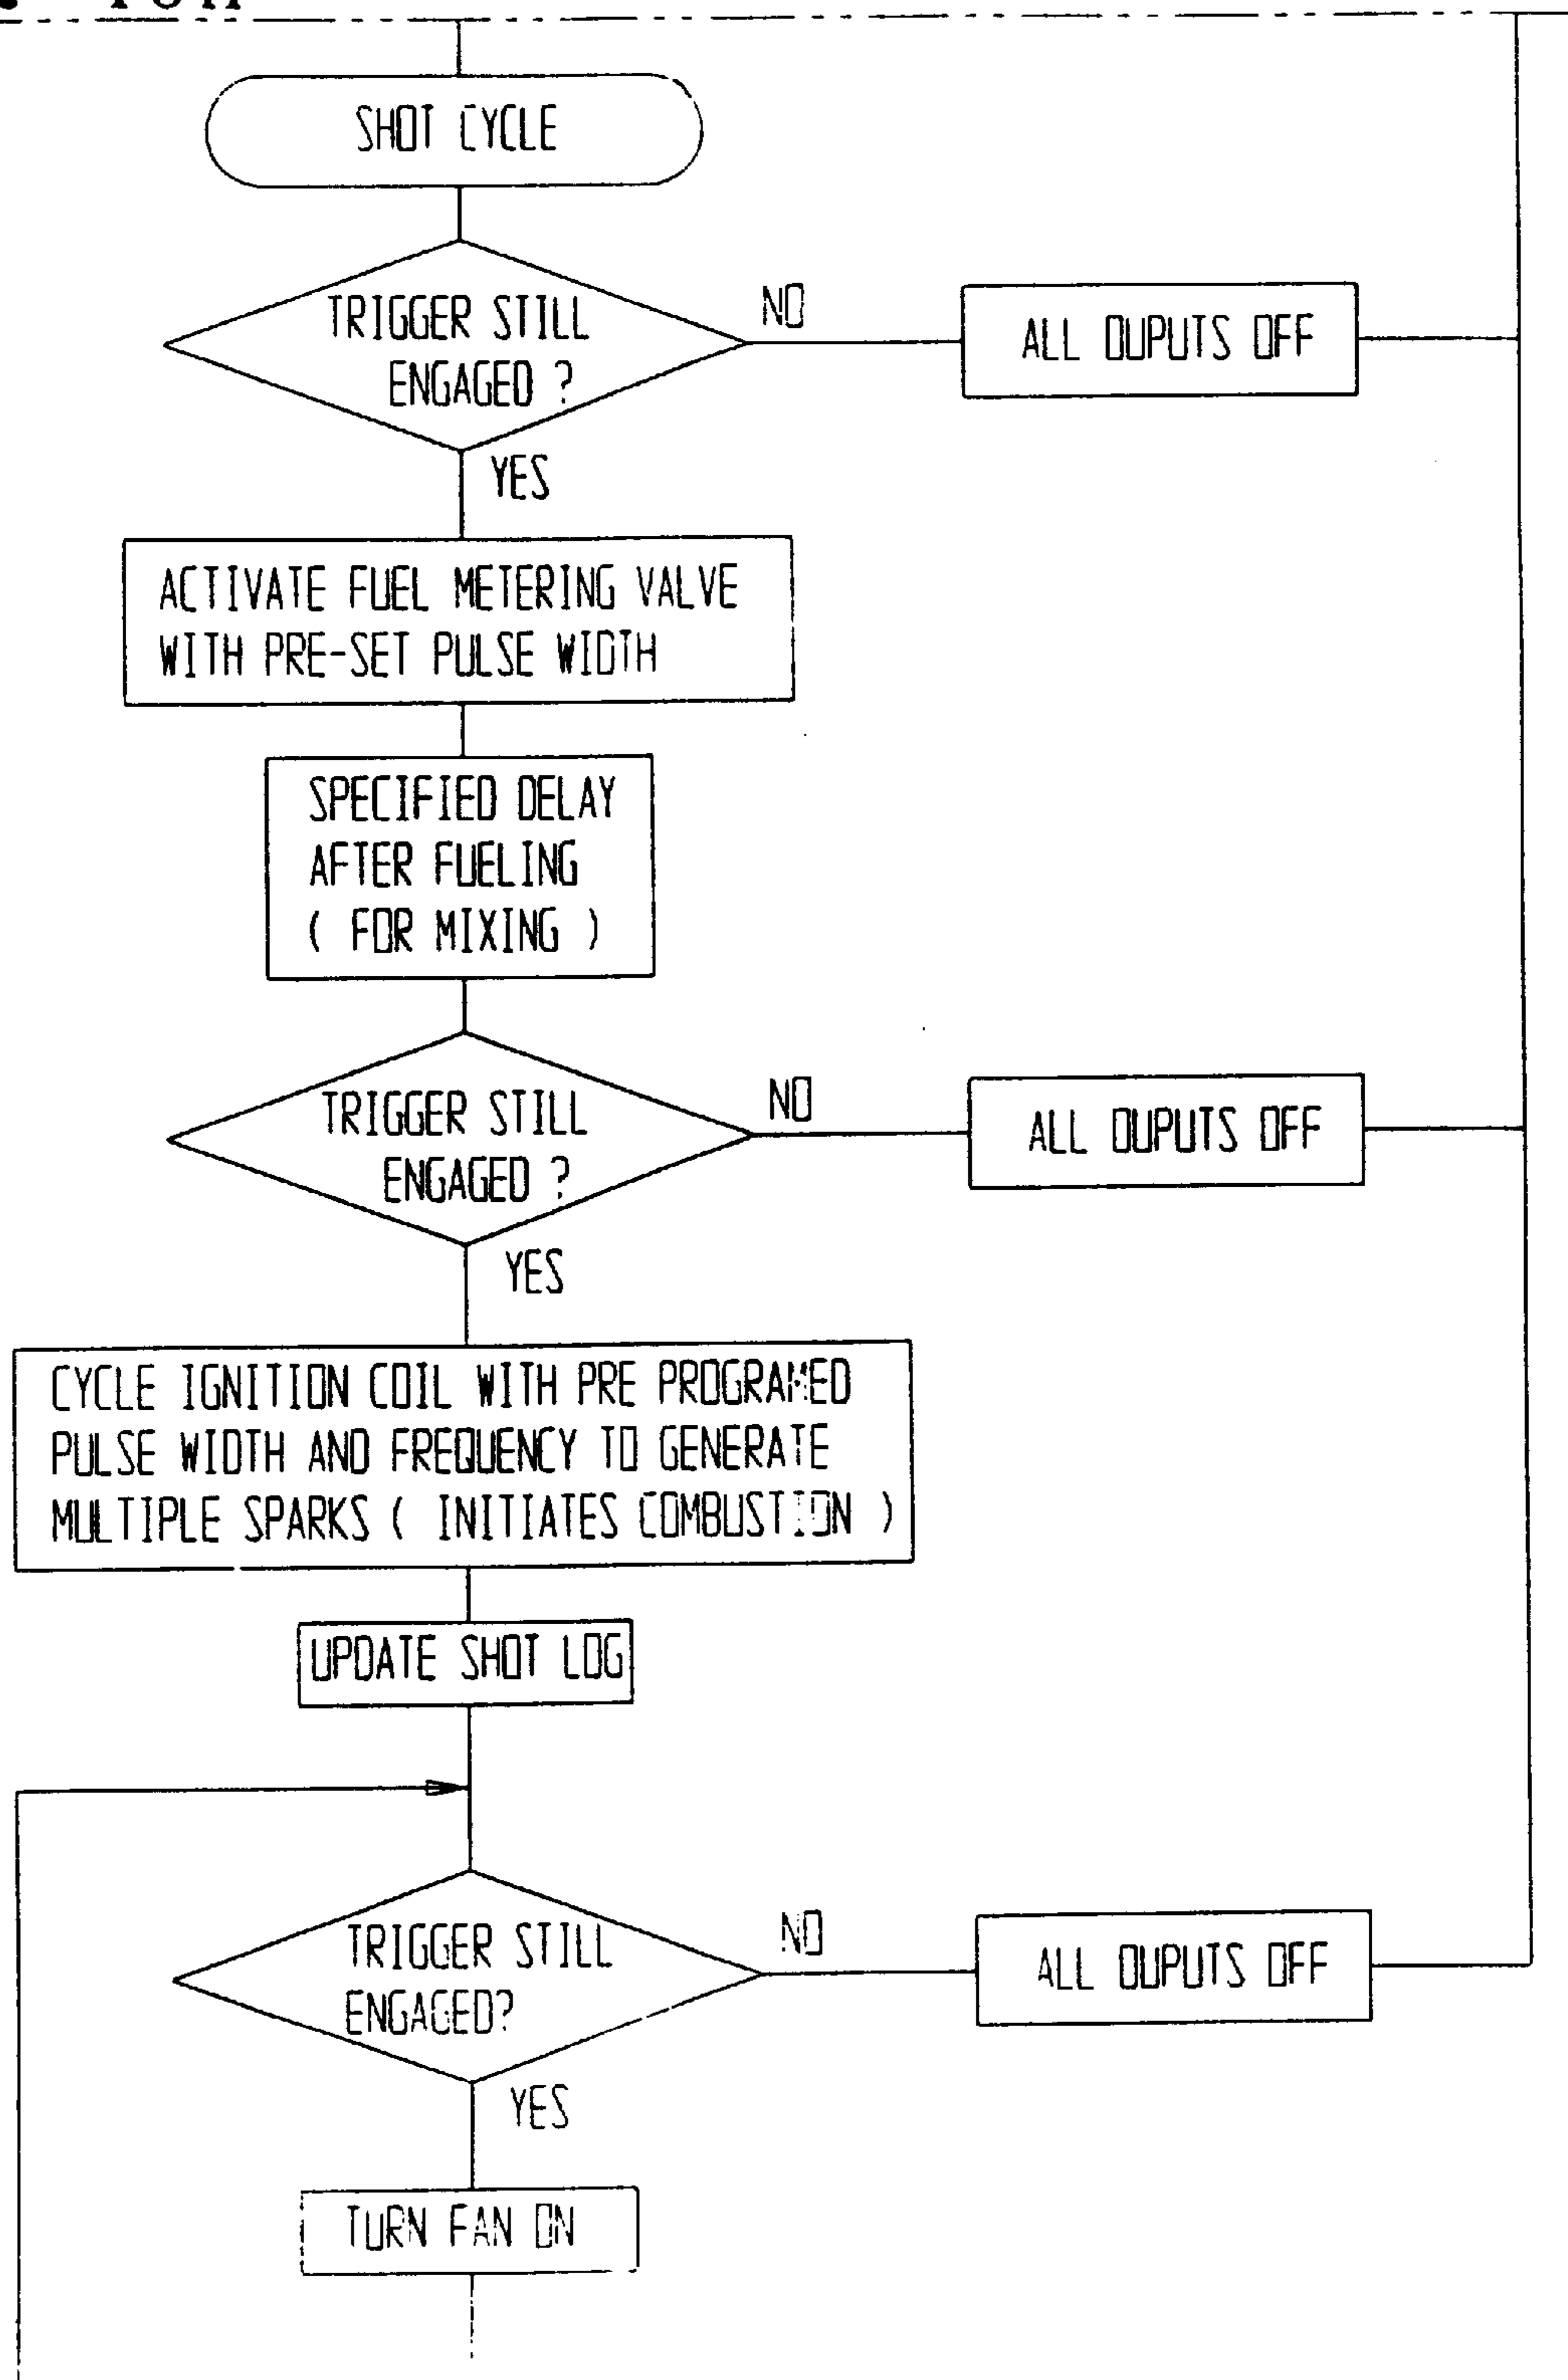 SHOT CYCLE
TRIGGER STILL
ENGAGED ?
NO
ALL OUPUTS OFF
YES
ACTIVATE FUEL METERING VALVE
WITH PRE-SET PULSE WIDTH
SPECIFIED DELAY
AFTER FUELING
( FOR MIXING )
TRIGGER STILL
ENGAGED ?
NO
ALL OUPUTS OFF
YES
CYCLE IGNITION COIL WITH PRE PROGRAMED
PULSE WIDTH AND FREQUENCY TO GENERATE
MULTIPLE SPARKS ( INITIATES COMBUSTION )
UPDATE SHOT LOG
TRIGGER STILL
ENGAGED?
NO
ALL OUPUTS OFF
YES
TURN FAN ON